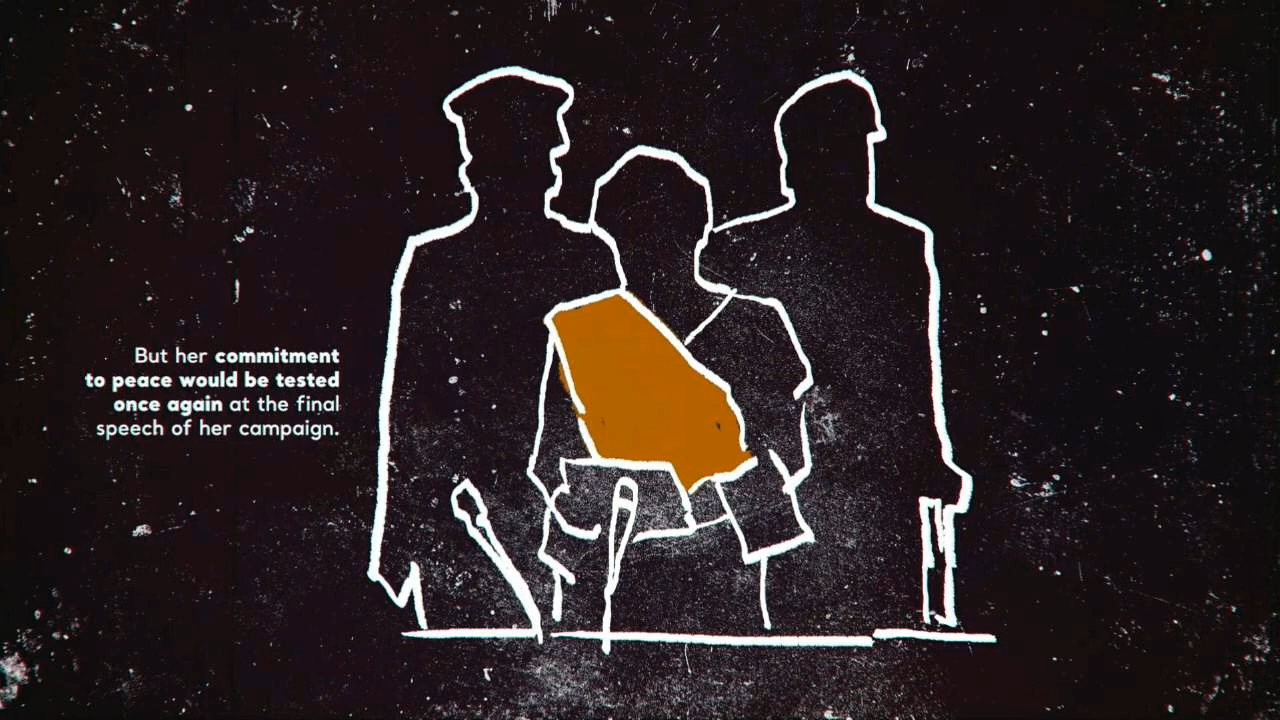 But her commitment
to peace would be tested
once again at the final
speech of her campaign.